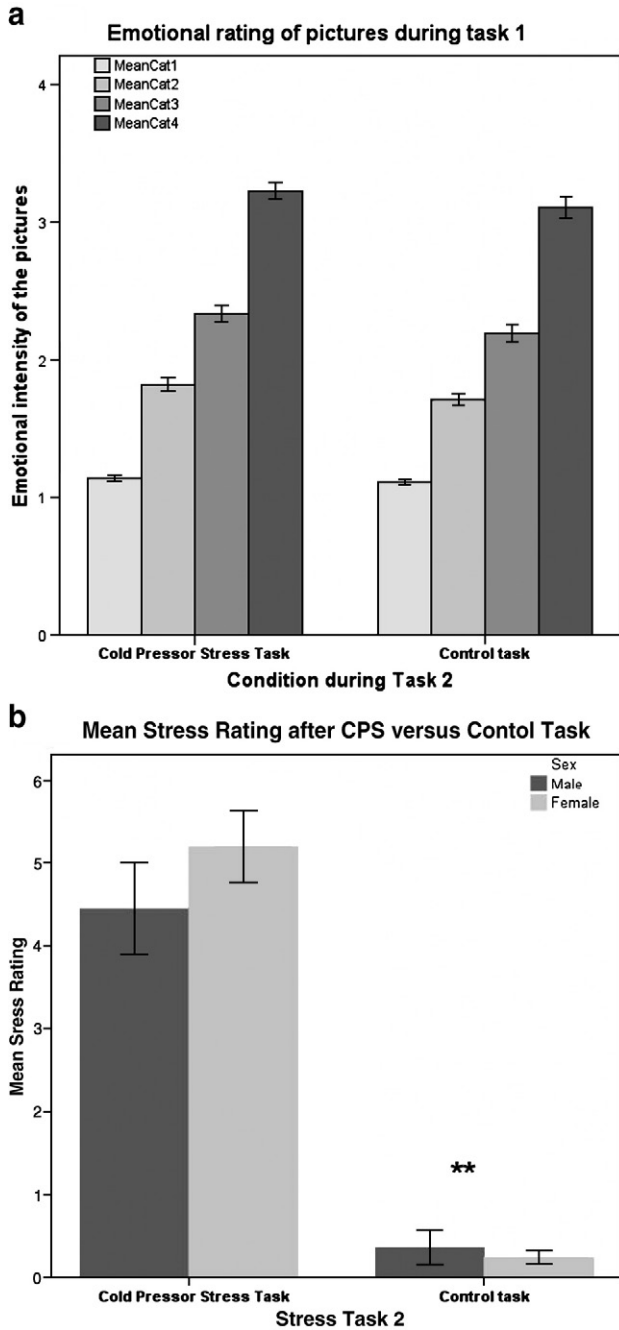 a
Emotional rating of pictures during task 1
MeanCat1
MeanCat2
MeanCat3
MeanCat4
Emotional intensity of the pictures
4
3
2
1
0
Cold Pressor Stress Task
Control task
Condition during Task 2
b
Mean Stress Rating after CPS versus Contol Task
Sex
Male
Female
Mean Sress Rating
6
5
4
3
2
1
0
**
Cold Pressor Stress Task
Control task
Stress Task 2